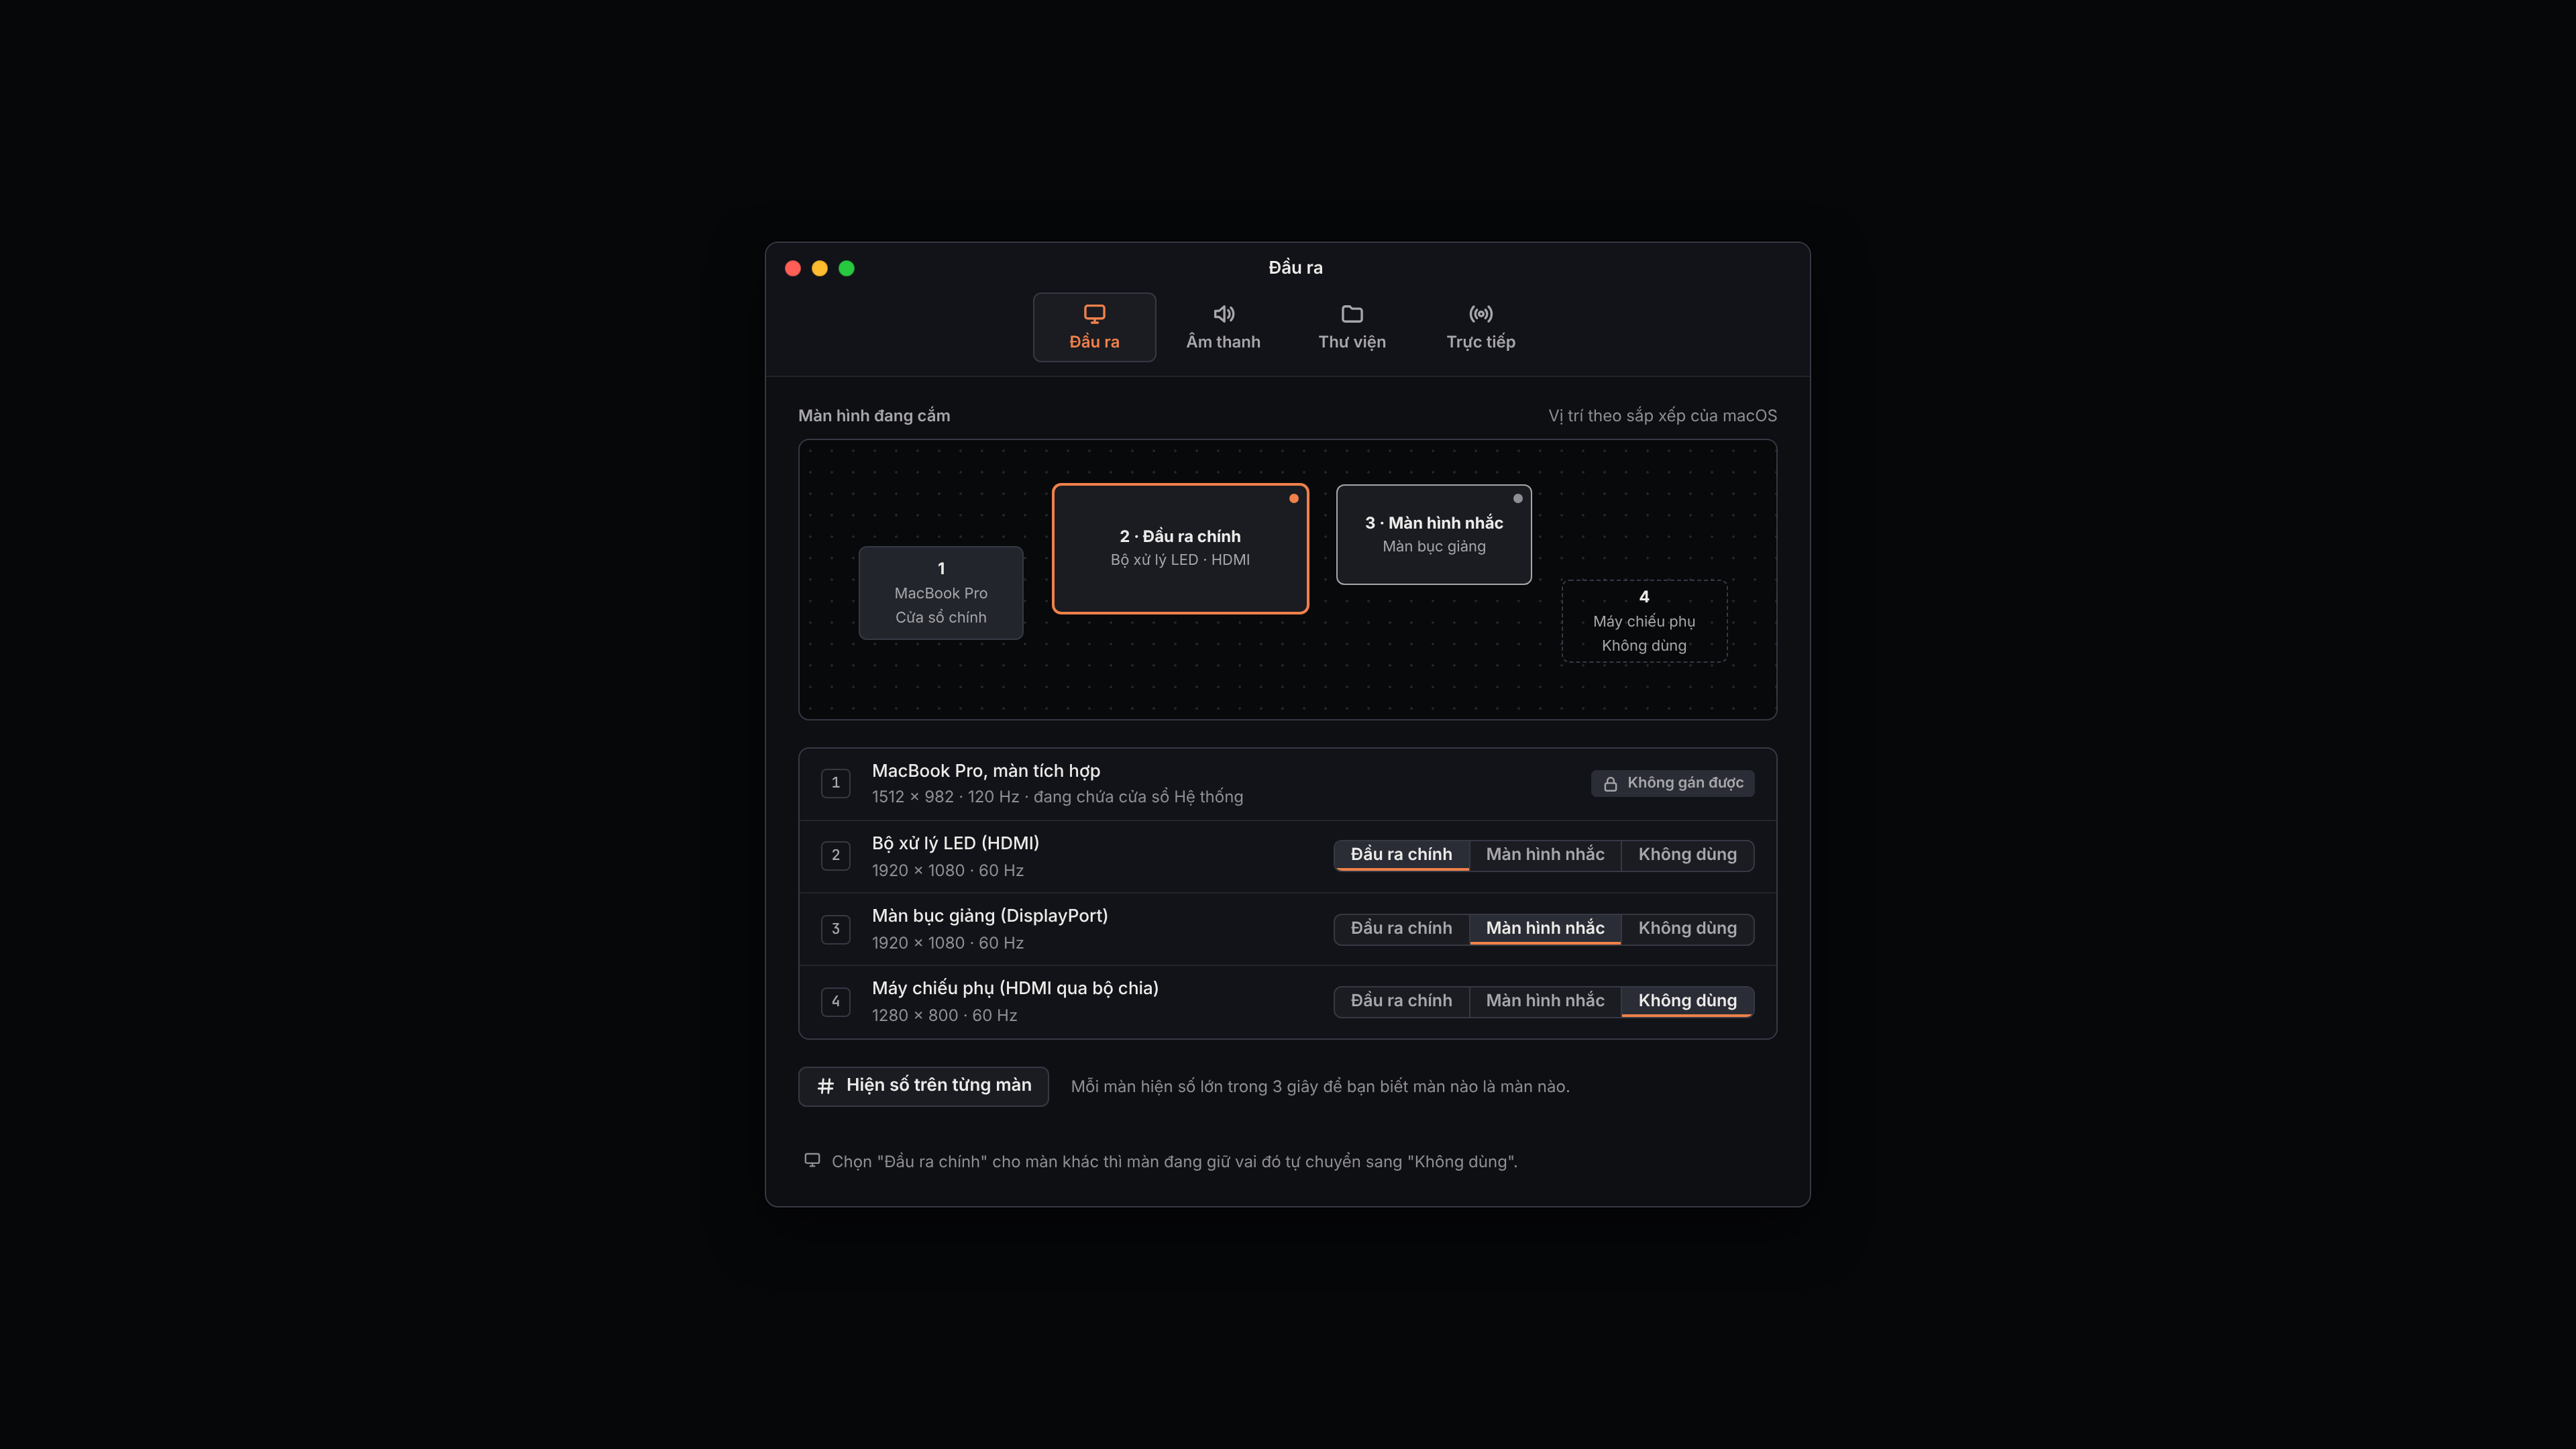 Đầu ra
Đầu ra
Âm thanh
Thư viện
Trực tiếp
Màn hình đang cắm
Vị trí theo sắp xếp của macOS
1
MacBook Pro
Cửa sổ chính
2 · Đầu ra chính
Bộ xử lý LED · HDMI
3 · Màn hình nhắc
Màn bục giảng
4
Máy chiếu phụ
Không dùng
1
MacBook Pro, màn tích hợp
1512 × 982 · 120 Hz · đang chứa cửa sổ Hệ thống
Không gán được
2
Bộ xử lý LED (HDMI)
1920 × 1080 · 60 Hz
Đầu ra chính
Màn hình nhắc
Không dùng
3
Màn bục giảng (DisplayPort)
1920 × 1080 · 60 Hz
Đầu ra chính
Màn hình nhắc
Không dùng
4
Máy chiếu phụ (HDMI qua bộ chia)
1280 × 800 · 60 Hz
Đầu ra chính
Màn hình nhắc
Không dùng
Hiện số trên từng màn
Mỗi màn hiện số lớn trong 3 giây để bạn biết màn nào là màn nào.
Chọn "Đầu ra chính" cho màn khác thì màn đang giữ vai đó tự chuyển sang "Không dùng".